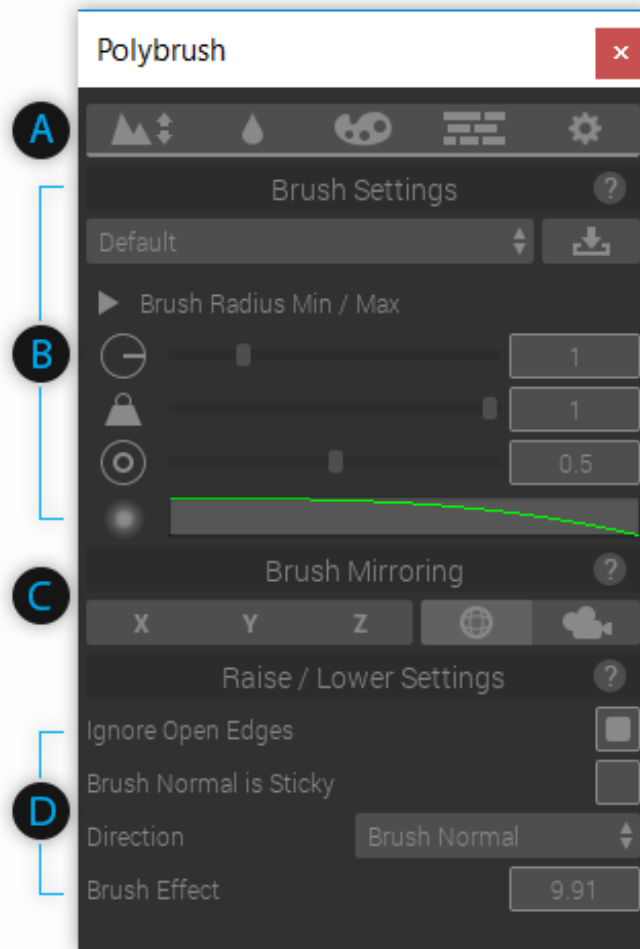 Polybrush
×
A
Brush Settings ?
Default
B
Brush Radius Min / Max
1
1
0.5
Brush Mirroring ?
C
X Y Z
Raise / Lower Settings ?
Ignore Open Edges
Brush Normal is Sticky
D
Direction Brush Normal
Brush Effect 9.91